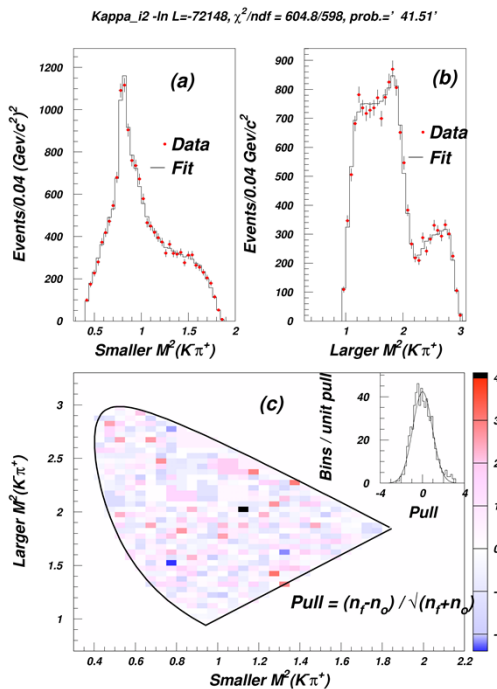 Kappa_i2 -ln L=-72148, χ²/ndf = 604.8/598, prob.=' 41.51'
Events/0.04 (GeV/c²)²
1200
1000
800
600
400
200
0
(a)
Data
Fit
0.5 1 1.5 2
Smaller M²(K⁻π⁺)
Events/0.04 GeV/c²
900
800
700
600
500
400
300
200
100
0
(b)
Data
Fit
1 2 3
Larger M²(K⁻π⁺)
Larger M²(K⁻π⁺)
3
2.5
2
1.5
1
(c)
Bins / unit pull
40
20
0
-4 0 4
Pull
Pull = (n_f-n_o) / √(n_f+n_o)
0.4 0.6 0.8 1 1.2 1.4 1.6 1.8 2 2.2
Smaller M²(K⁻π⁺)
4
3
2
1
0